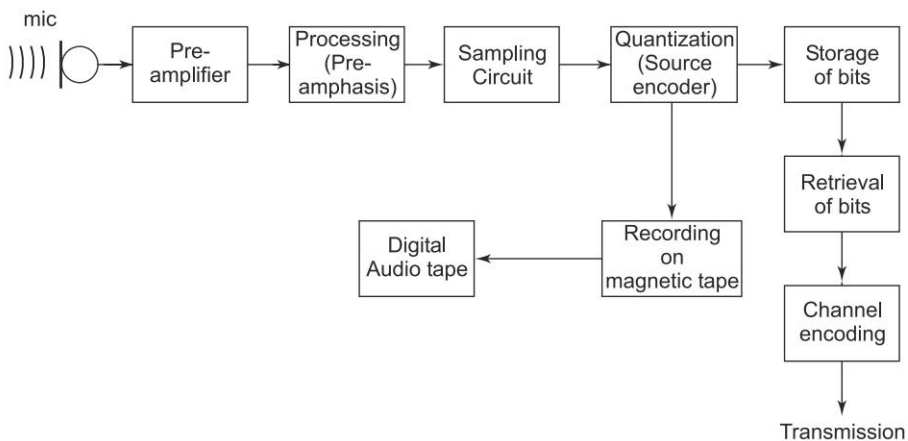 mic
Pre-
amplifier
Processing
(Pre-
amphasis)
Sampling
Circuit
Quantization
(Source
encoder)
Storage
of bits
Retrieval
of bits
Digital
Audio tape
Recording
on
magnetic tape
Channel
encoding
Transmission